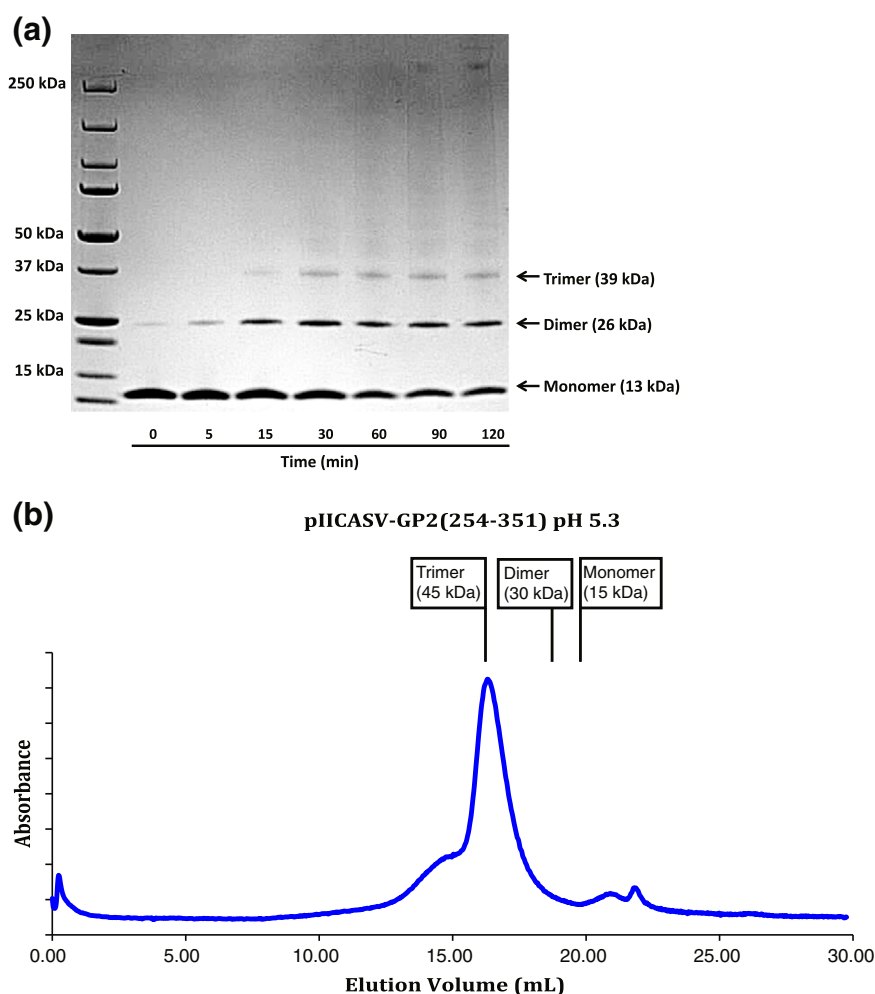 (a)
250 kDa
50 kDa
37 kDa
25 kDa
15 kDa
Trimer (39 kDa)
Dimer (26 kDa)
Monomer (13 kDa)
0 5 15 30 60 90 120
Time (min)
(b)
pIICASV-GP2(254-351) pH 5.3
Trimer
(45 kDa)
Dimer
(30 kDa)
Monomer
(15 kDa)
Absorbance
0.00 5.00 10.00 15.00 20.00 25.00 30.00
Elution Volume (mL)